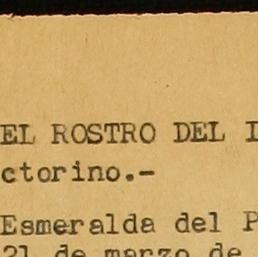 EL ROSTRO DEL
ctorino.-
Esmeralda del P
21 de marzo de